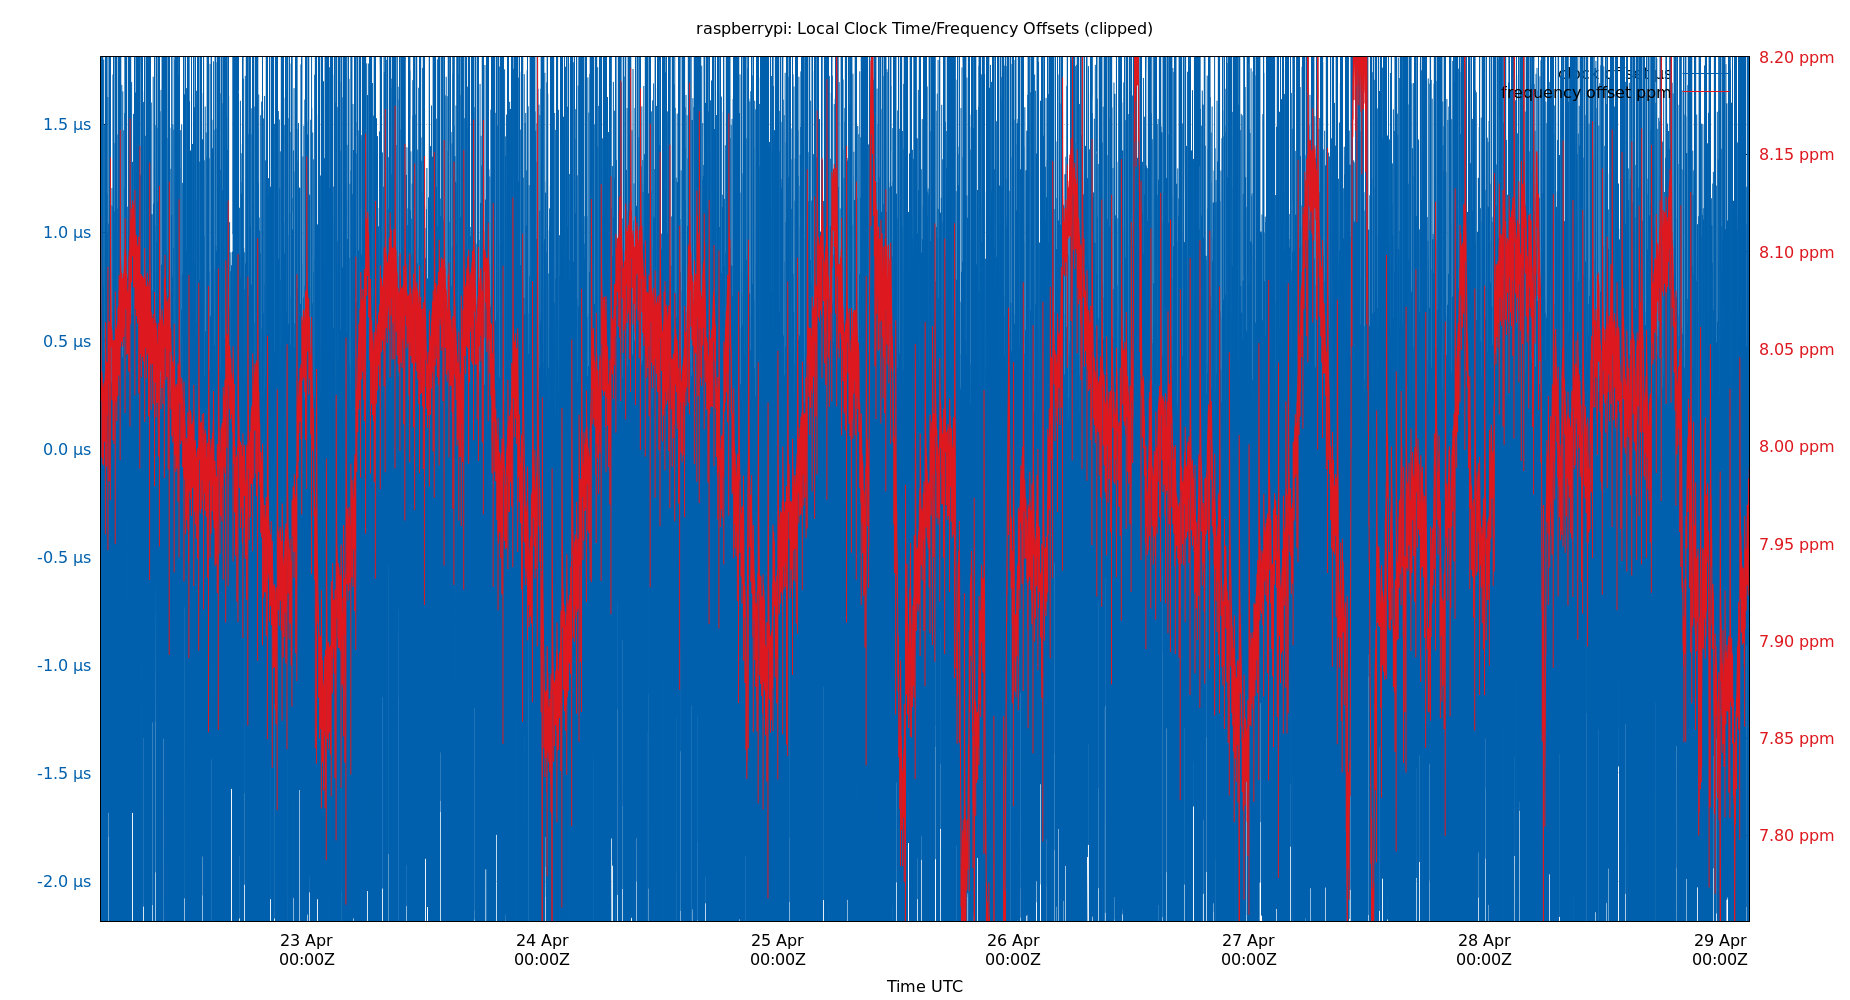 raspberrypi: Local Clock Time/Frequency Offsets (clipped)
clock offset us
frequency offset ppm
1.5 µs
1.0 µs
0.5 µs
0.0 µs
-0.5 µs
-1.0 µs
-1.5 µs
-2.0 µs
8.20 ppm
8.15 ppm
8.10 ppm
8.05 ppm
8.00 ppm
7.95 ppm
7.90 ppm
7.85 ppm
7.80 ppm
23 Apr
00:00Z
24 Apr
00:00Z
25 Apr
00:00Z
26 Apr
00:00Z
27 Apr
00:00Z
28 Apr
00:00Z
29 Apr
00:00Z
Time UTC